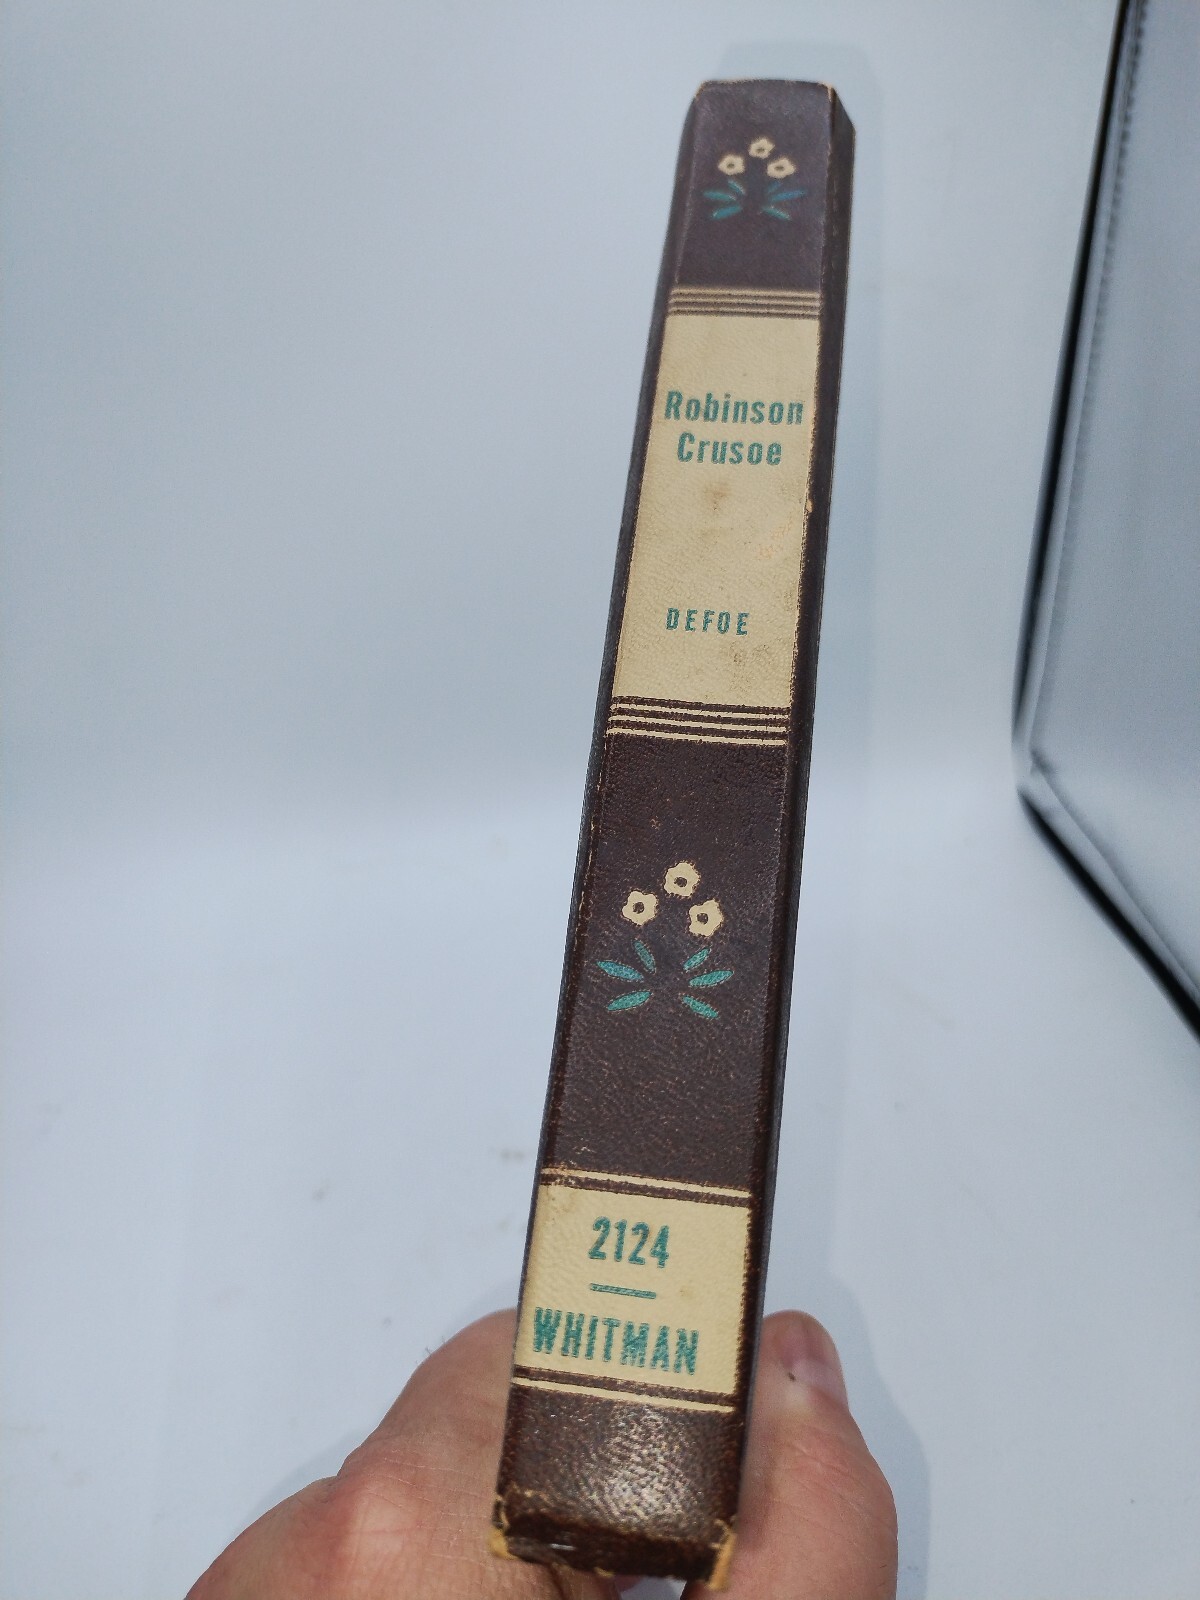 Robinson
Crusoe
DEFOE
2124
WHITMAN